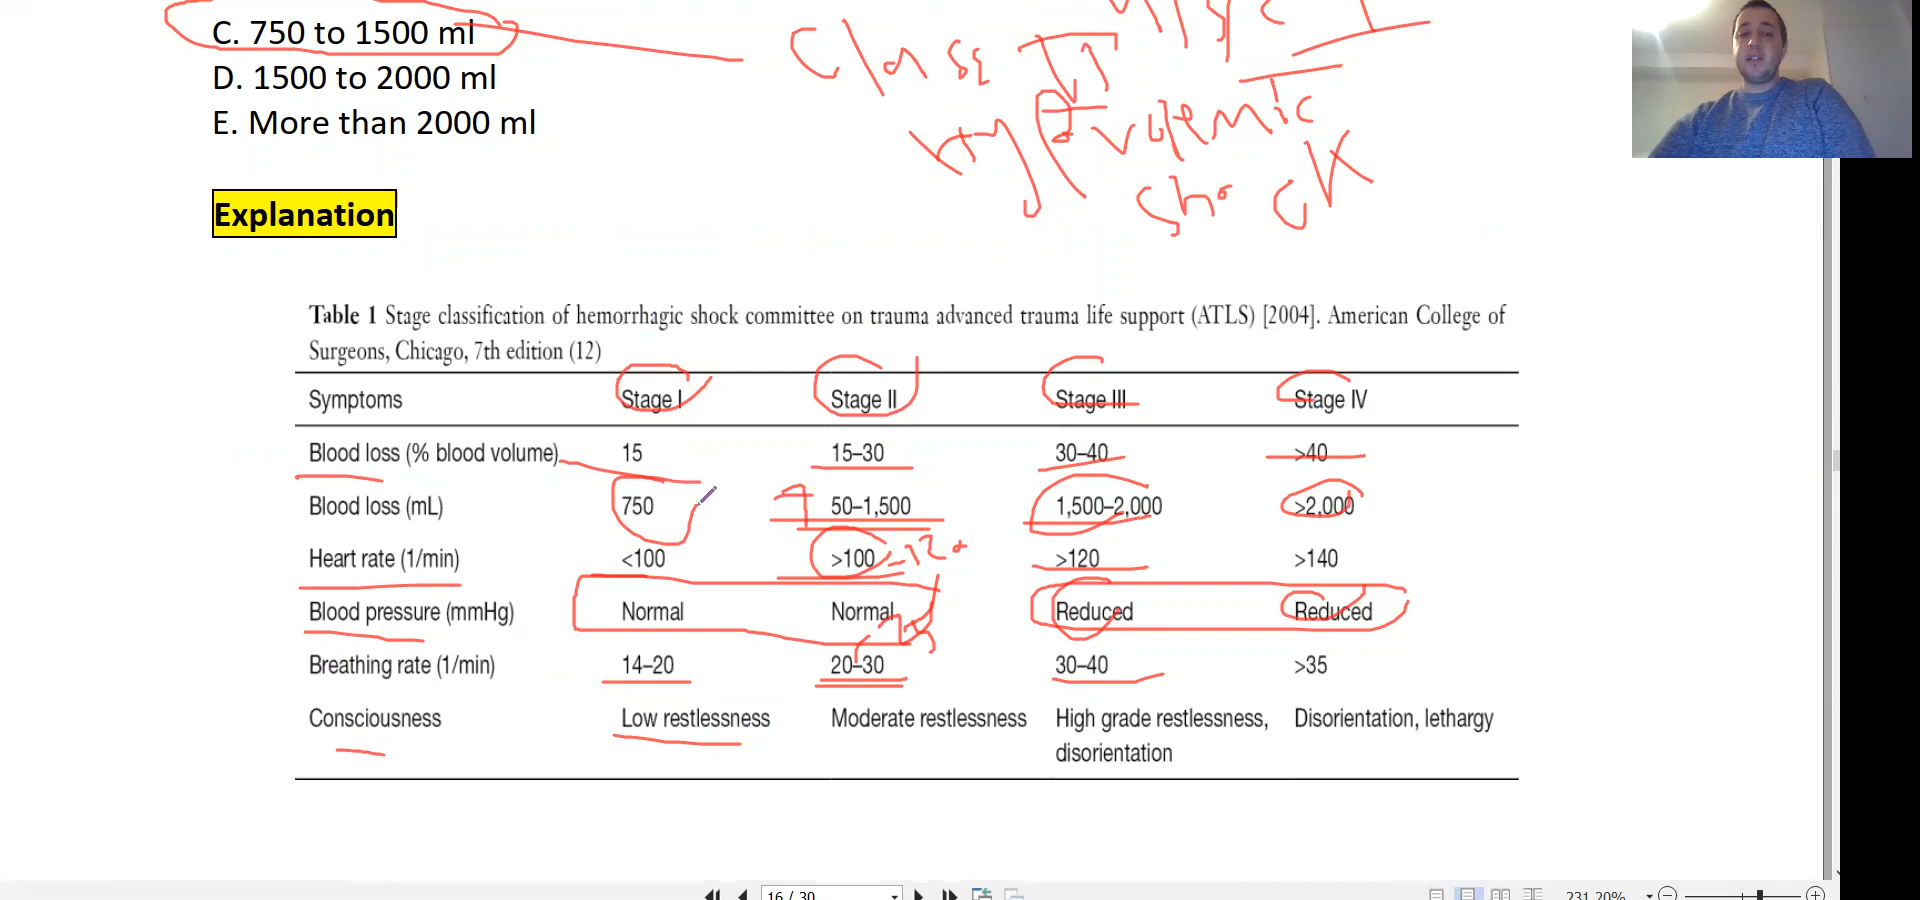 C. 750 to 1500 ml
D. 1500 to 2000 ml
E. More than 2000 ml
Class II
hypovolemic
shock
Explanation
Table 1 Stage classification of hemorrhagic shock committee on trauma advanced trauma life support (ATLS) [2004]. American College of
Surgeons, Chicago, 7th edition (12)
Symptoms Stage I Stage II Stage III Stage IV
Blood loss (% blood volume) 15 15–30 30–40 >40
Blood loss (mL) 750 7 50–1,500 1,500–2,000 >2,000
Heart rate (1/min) <100 >100 -120 >120 >140
Blood pressure (mmHg) Normal Normal Reduced Reduced
Breathing rate (1/min) 14–20 20–30 30–40 >35
Consciousness Low restlessness Moderate restlessness High grade restlessness, Disorientation, lethargy
disorientation
16 / 30
231.20%